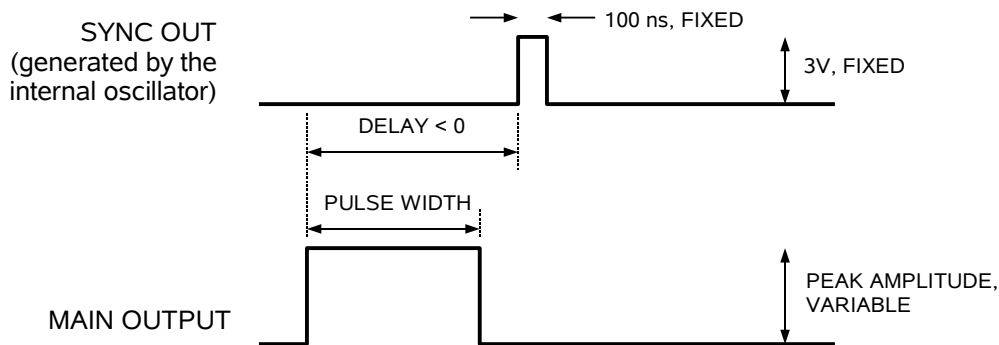 SYNC OUT
(generated by the
internal oscillator)
100 ns, FIXED
3V, FIXED
DELAY < 0
PULSE WIDTH
MAIN OUTPUT
PEAK AMPLITUDE,
VARIABLE